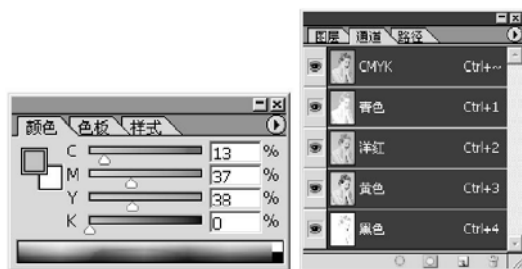 颜色 色板 样式
C 13 %
M 37 %
Y 38 %
K 0 %
图层 通道 路径
CMYK Ctrl+~
青色 Ctrl+1
洋红 Ctrl+2
黄色 Ctrl+3
黑色 Ctrl+4